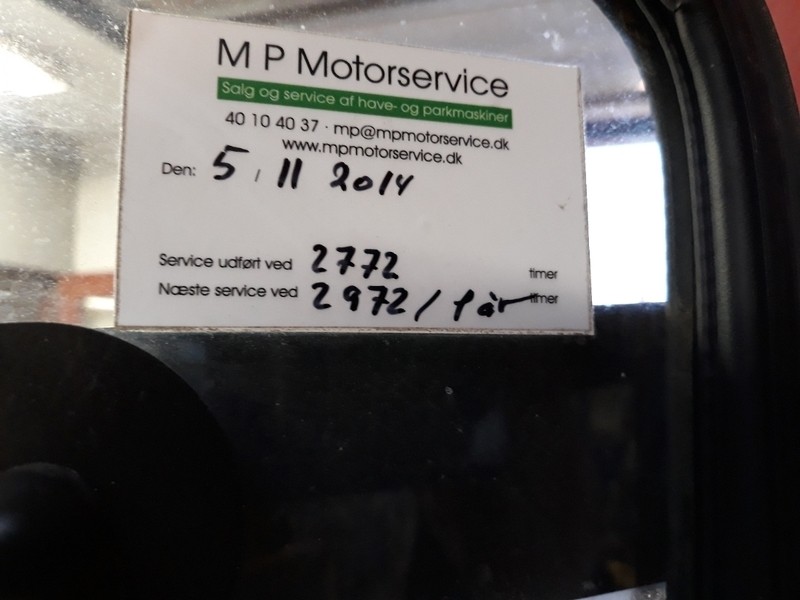 M P Motorservice
Salg og service af have- og parkmaskiner
40 10 40 37 · mp@mpmotorservice.dk
www.mpmotorservice.dk
Den: 5 / 11 2014
Service udført ved 2772 timer
Næste service ved 2972 / 1 år timer